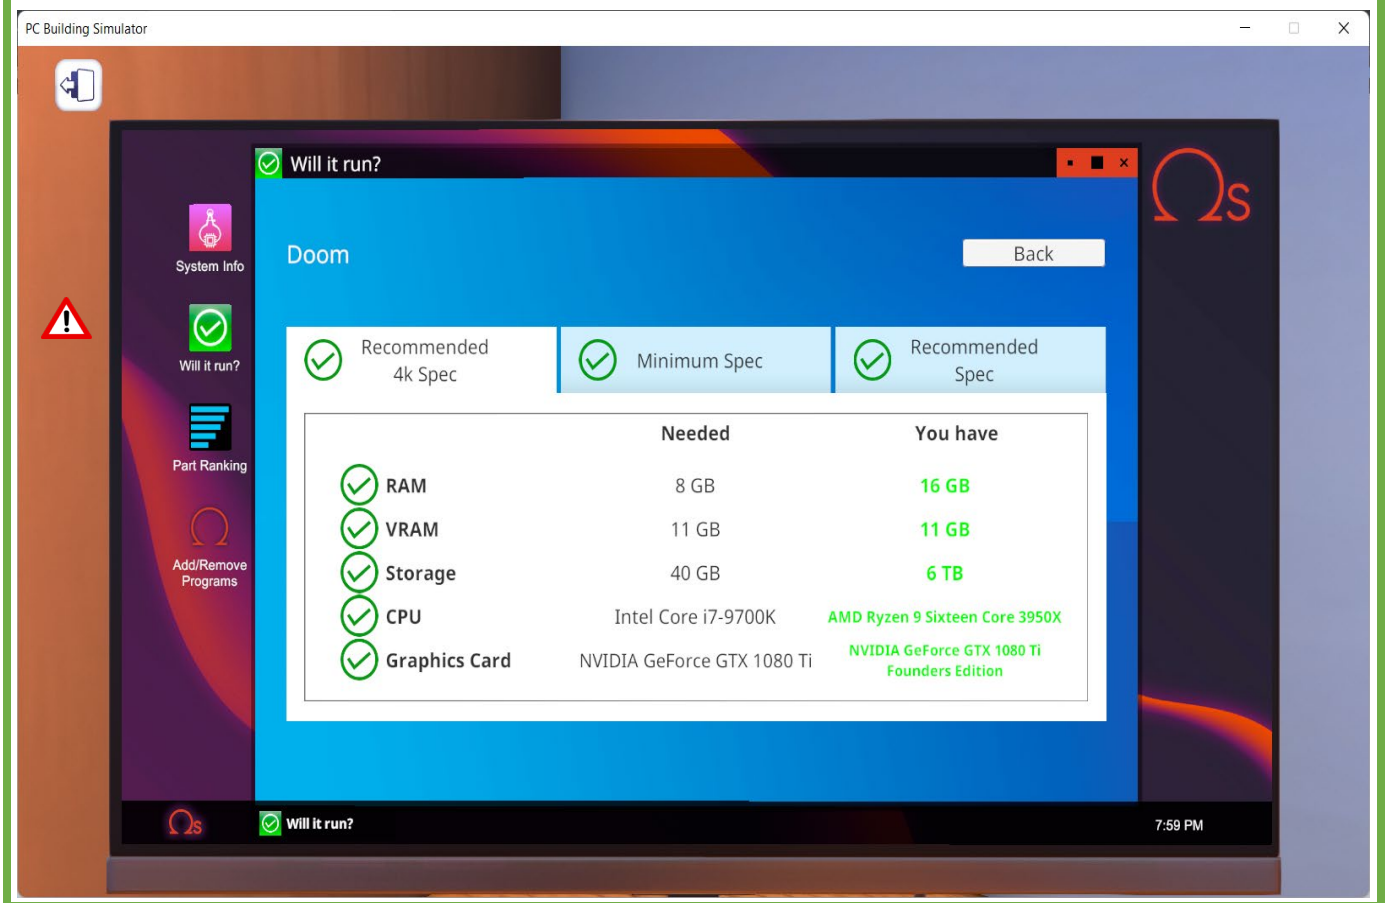 PC Building Simulator
Will it run?
Ωs
System Info
Doom
Back
Will it run?
Recommended
4k Spec
Minimum Spec
Recommended
Spec
Needed
You have
Part Ranking
RAM
8 GB
16 GB
VRAM
11 GB
11 GB
Add/Remove
Programs
Storage
40 GB
6 TB
CPU
Intel Core i7-9700K
AMD Ryzen 9 Sixteen Core 3950X
Graphics Card
NVIDIA GeForce GTX 1080 Ti
NVIDIA GeForce GTX 1080 Ti
Founders Edition
Ωs
Will it run?
7:59 PM